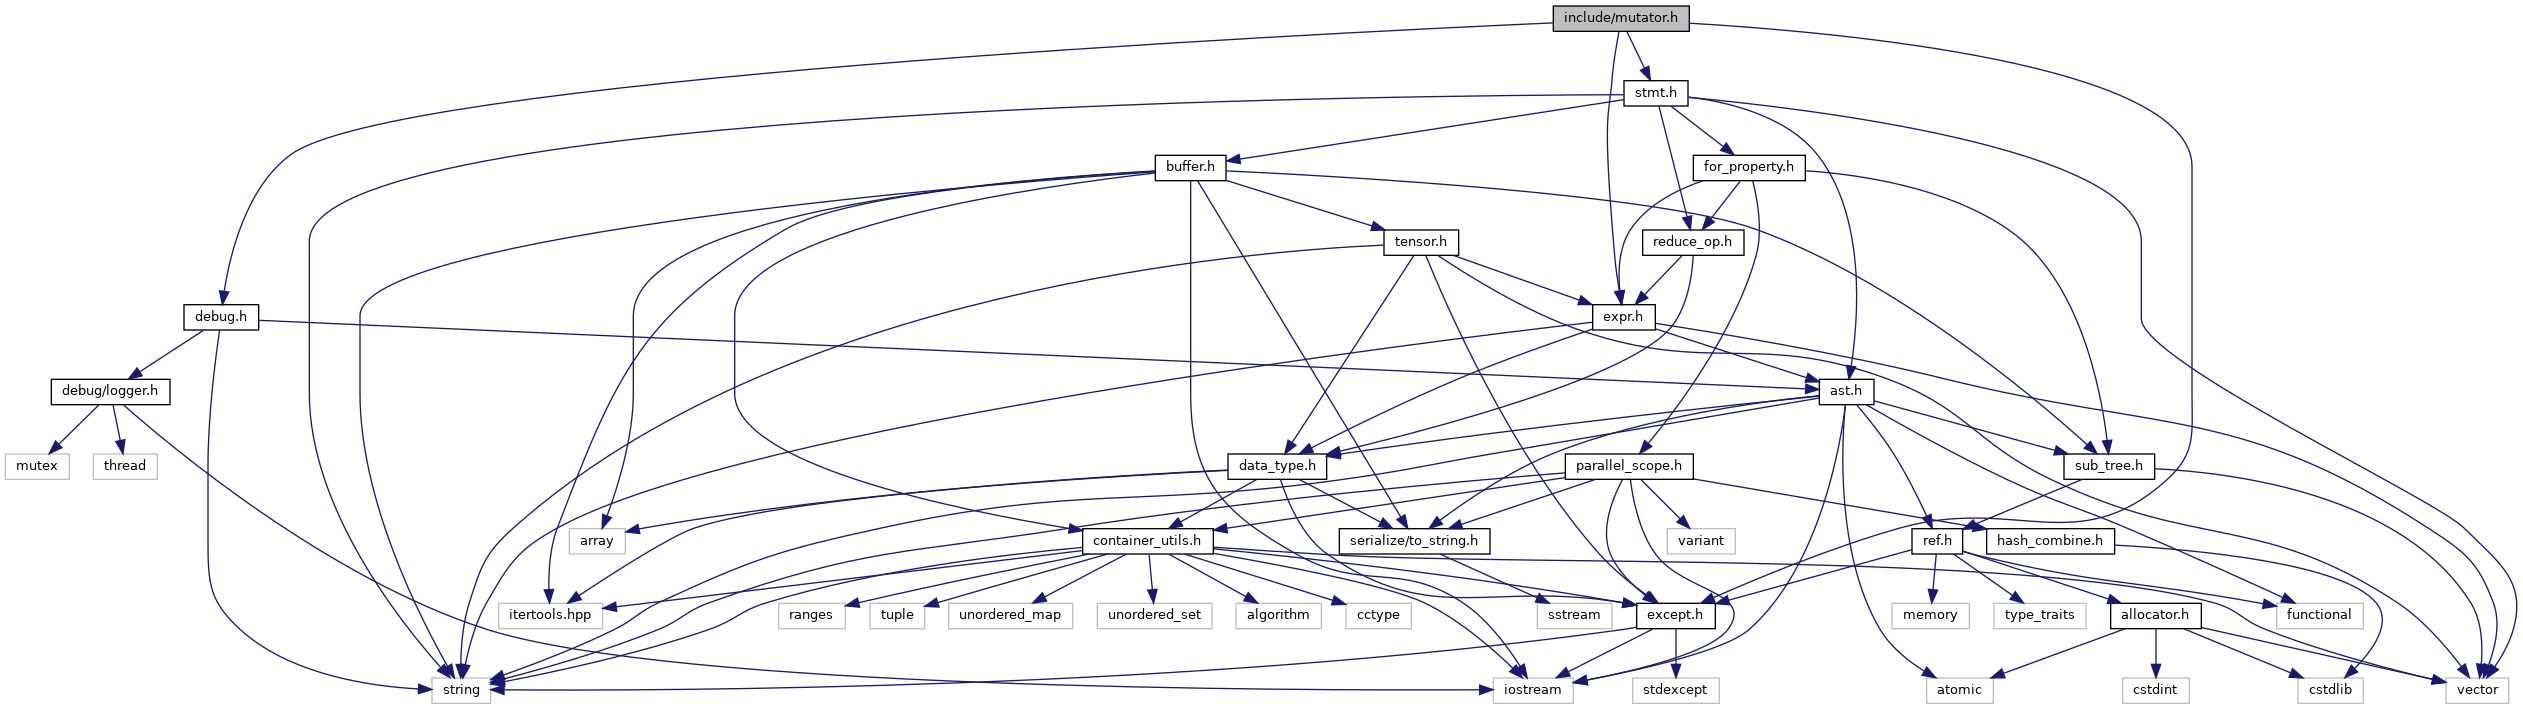 include/mutator.h
stmt.h
buffer.h
for_property.h
tensor.h
reduce_op.h
debug.h
expr.h
debug/logger.h
ast.h
mutex
thread
data_type.h
parallel_scope.h
sub_tree.h
array
container_utils.h
serialize/to_string.h
variant
ref.h
hash_combine.h
itertools.hpp
ranges
tuple
unordered_map
unordered_set
algorithm
cctype
sstream
except.h
memory
type_traits
allocator.h
functional
string
iostream
stdexcept
atomic
cstdint
cstdlib
vector